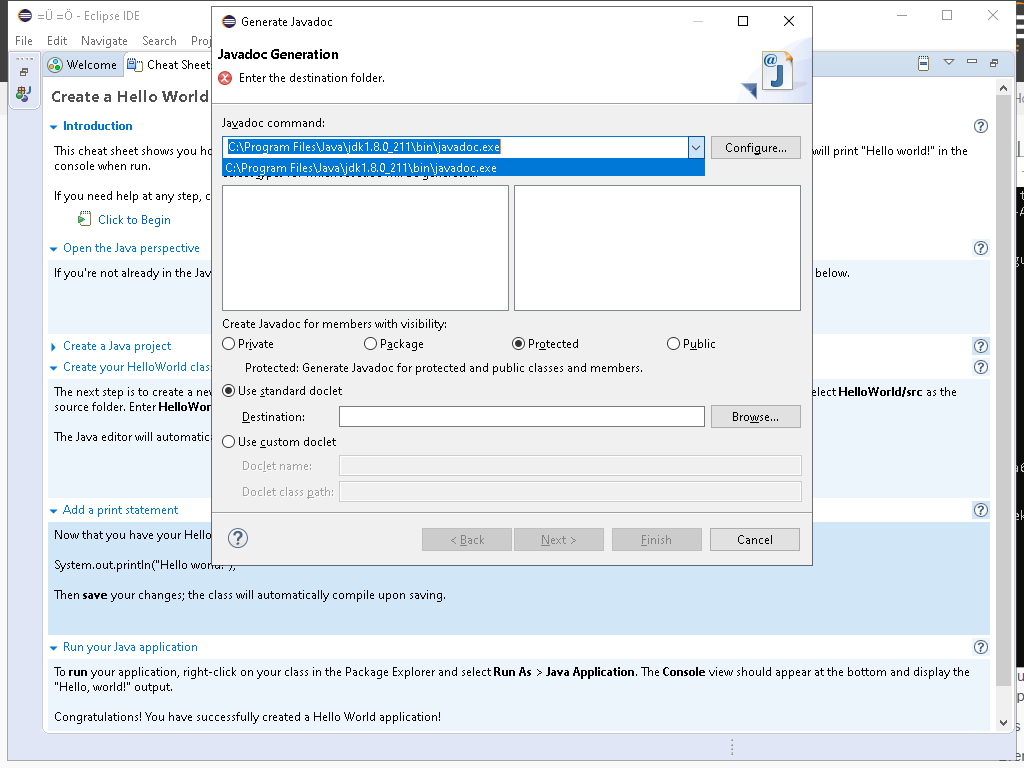 =Ü =Ö - Eclipse IDE
File Edit Navigate Search Proj
Welcome
Cheat Sheet
Create a Hello World
Introduction
This cheat sheet shows you ho
will print "Hello world!" in the
console when run.
If you need help at any step, c
Click to Begin
Open the Java perspective
If you're not already in the Jav
below.
Create a Java project
Create your HelloWorld clas
The next step is to create a nev
elect HelloWorld/src as the
source folder. Enter HelloWor
The Java editor will automatic
Add a print statement
Now that you have your Hello
System.out.println("Hello world!");
Then save your changes; the class will automatically compile upon saving.
Run your Java application
To run your application, right-click on your class in the Package Explorer and select Run As > Java Application. The Console view should appear at the bottom and display the
"Hello, world!" output.
Congratulations! You have successfully created a Hello World application!
Generate Javadoc
Javadoc Generation
Enter the destination folder.
Javadoc command:
C:\Program Files\Java\jdk1.8.0_211\bin\javadoc.exe
Configure...
C:\Program Files\Java\jdk1.8.0_211\bin\javadoc.exe
Create Javadoc for members with visibility:
Private Package Protected Public
Protected: Generate Javadoc for protected and public classes and members.
Use standard doclet
Destination:
Browse...
Use custom doclet
Doclet name:
Doclet class path:
< Back Next > Finish Cancel